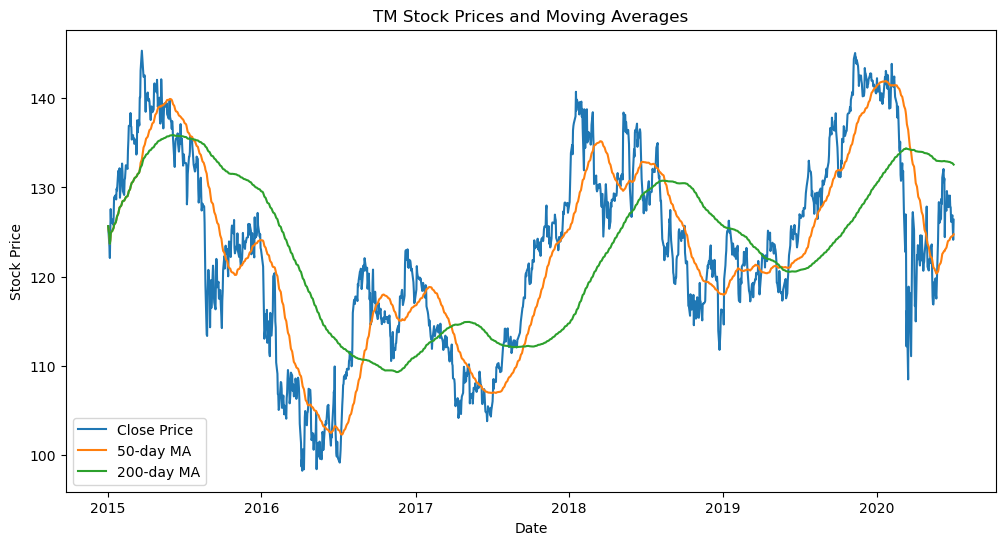 TM Stock Prices and Moving Averages
Stock Price
140
130
120
110
100
Close Price
50-day MA
200-day MA
2015
2016
2017
2018
2019
2020
Date